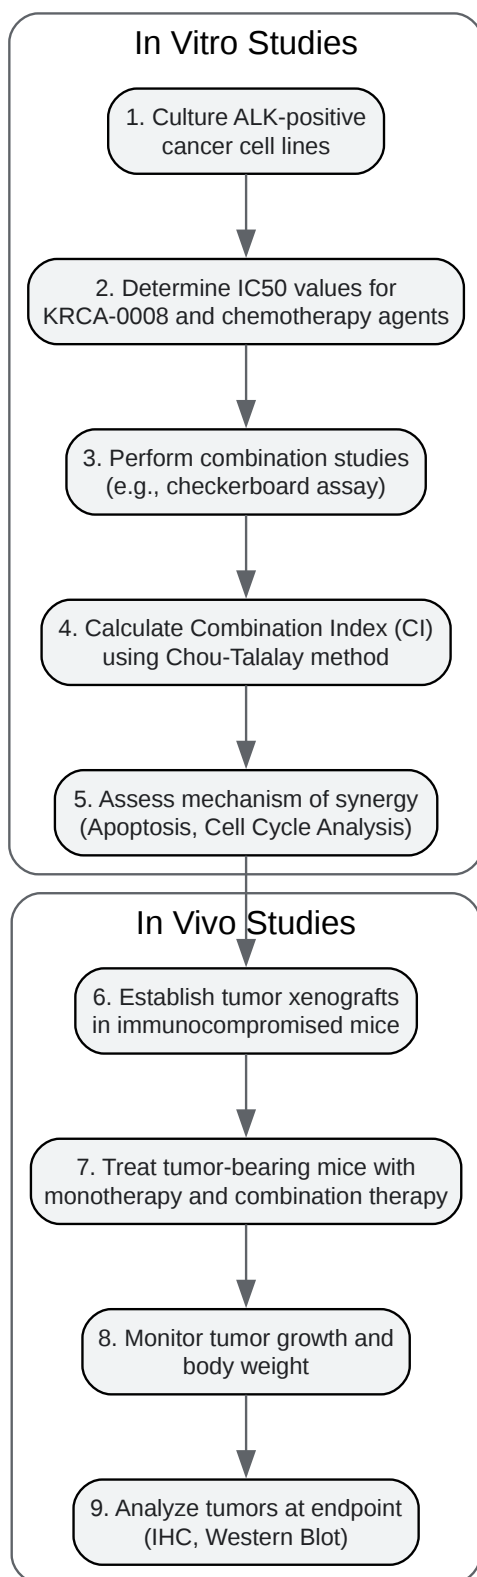 In Vitro Studies
1. Culture ALK-positive
cancer cell lines
2. Determine IC50 values for
KRCA-0008 and chemotherapy agents
3. Perform combination studies
(e.g., checkerboard assay)
4. Calculate Combination Index (CI)
using Chou-Talalay method
5. Assess mechanism of synergy
(Apoptosis, Cell Cycle Analysis)
In Vivo Studies
6. Establish tumor xenografts
in immunocompromised mice
7. Treat tumor-bearing mice with
monotherapy and combination therapy
8. Monitor tumor growth and
body weight
9. Analyze tumors at endpoint
(IHC, Western Blot)